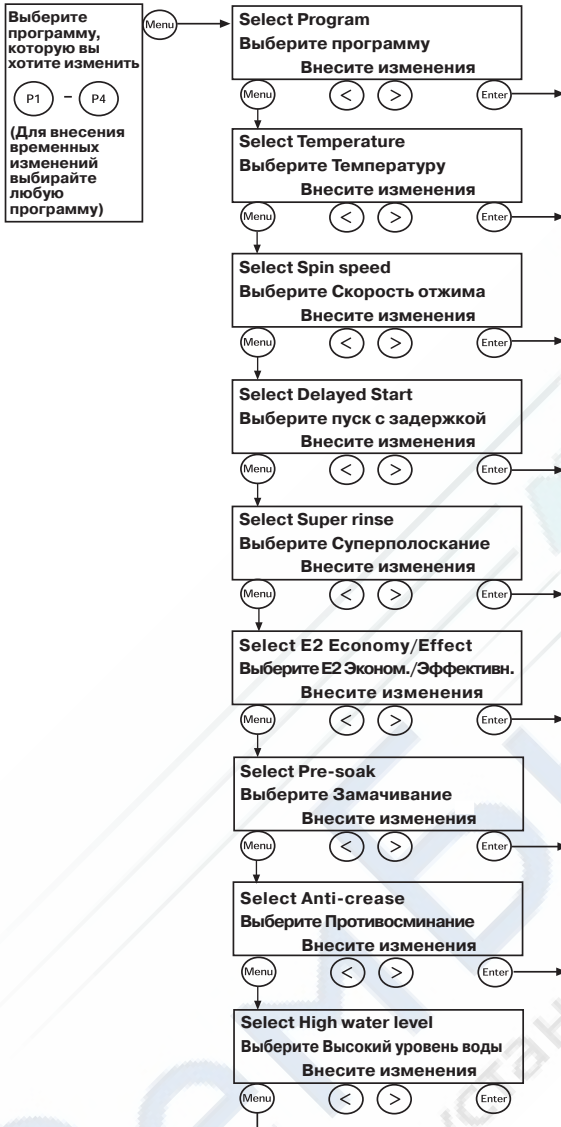 Выберите
программу,
которую вы
хотите изменить
P1 – P4
(Для внесения
временных
изменений
выбирайте
любую
программу)
Menu
Select Program
Выберите программу
Внесите изменения
Menu < > Enter
Select Temperature
Выберите Температуру
Внесите изменения
Menu < > Enter
Select Spin speed
Выберите Скорость отжима
Внесите изменения
Menu < > Enter
Select Delayed Start
Выберите пуск с задержкой
Внесите изменения
Menu < > Enter
Select Super rinse
Выберите Суперполоскание
Внесите изменения
Menu < > Enter
Select E2 Economy/Effect
Выберите E2 Эконом./Эффективн.
Внесите изменения
Menu < > Enter
Select Pre-soak
Выберите Замачивание
Внесите изменения
Menu < > Enter
Select Anti-crease
Выберите Противосминание
Внесите изменения
Menu < > Enter
Select High water level
Выберите Высокий уровень воды
Внесите изменения
Menu < > Enter